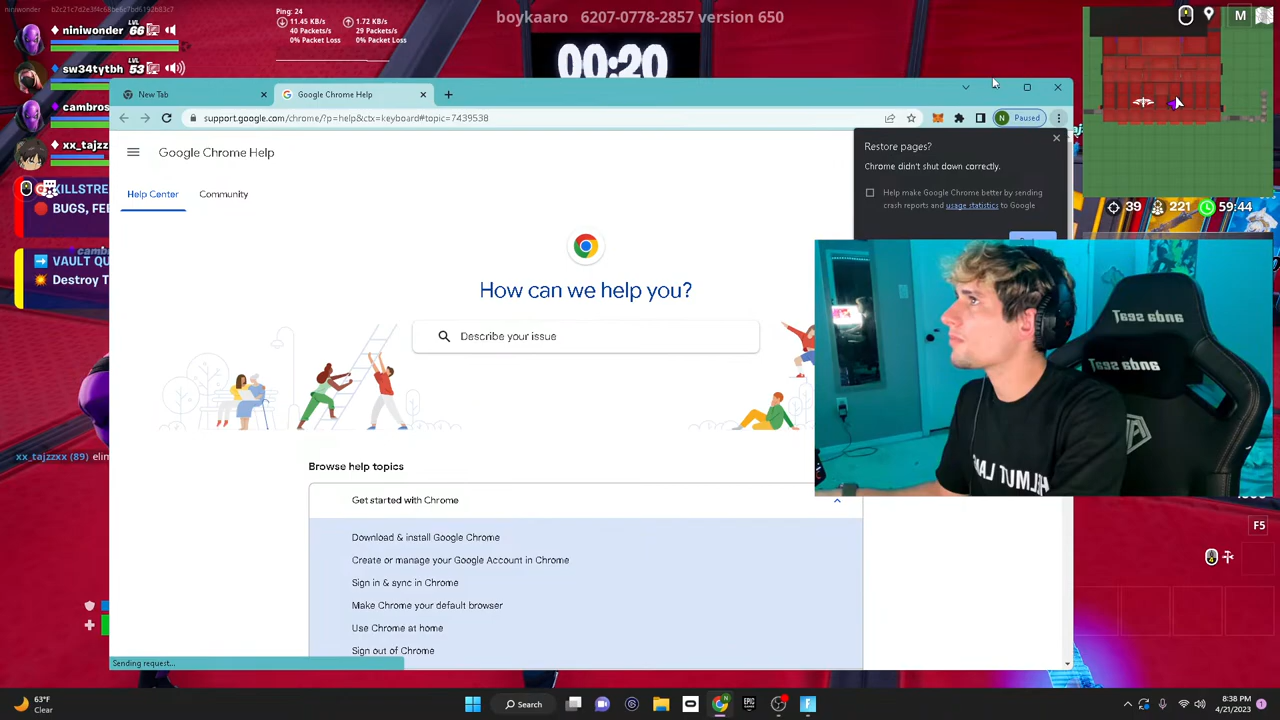 niniwonder
Ping: 24
11.45 KB/s
1.72 KB/s
40 Packets/s
29 Packets/s
0% Packet Loss
0% Packet Loss
boykaaro 6207-0778-2857 version 650
00:20
M
LVL
niniwonder 66
LVL
sw34tytbh 53
cambros
xx_tajzz
KILLSTRE
BUGS, FEE
cambr
VAULT QU
Destroy T
xx_tajzzxx (89) elim
39
221
59:44
F5
New Tab
Google Chrome Help
support.google.com/chrome/?p=help&ctx=keyboard#topic=7439538
N
Paused
Google Chrome Help
Help Center
Community
Restore pages?
Chrome didn't shut down correctly.
Help make Google Chrome better by sending
crash reports and usage statistics to Google
How can we help you?
Describe your issue
Browse help topics
Get started with Chrome
Download & install Google Chrome
Create or manage your Google Account in Chrome
Sign in & sync in Chrome
Make Chrome your default browser
Use Chrome at home
Sign out of Chrome
Sending request...
63°F
Clear
Search
EPIC
8:38 PM
4/21/2023